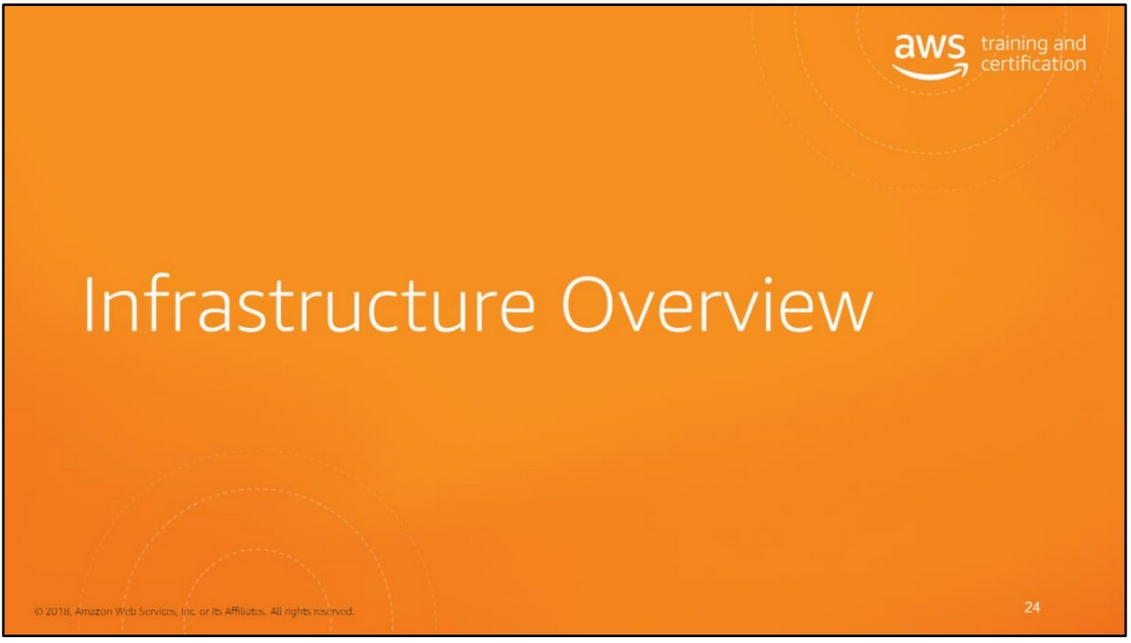 aws training and
certification
Infrastructure Overview
© 2018, Amazon Web Services, Inc. or its Affiliates. All rights reserved.
24